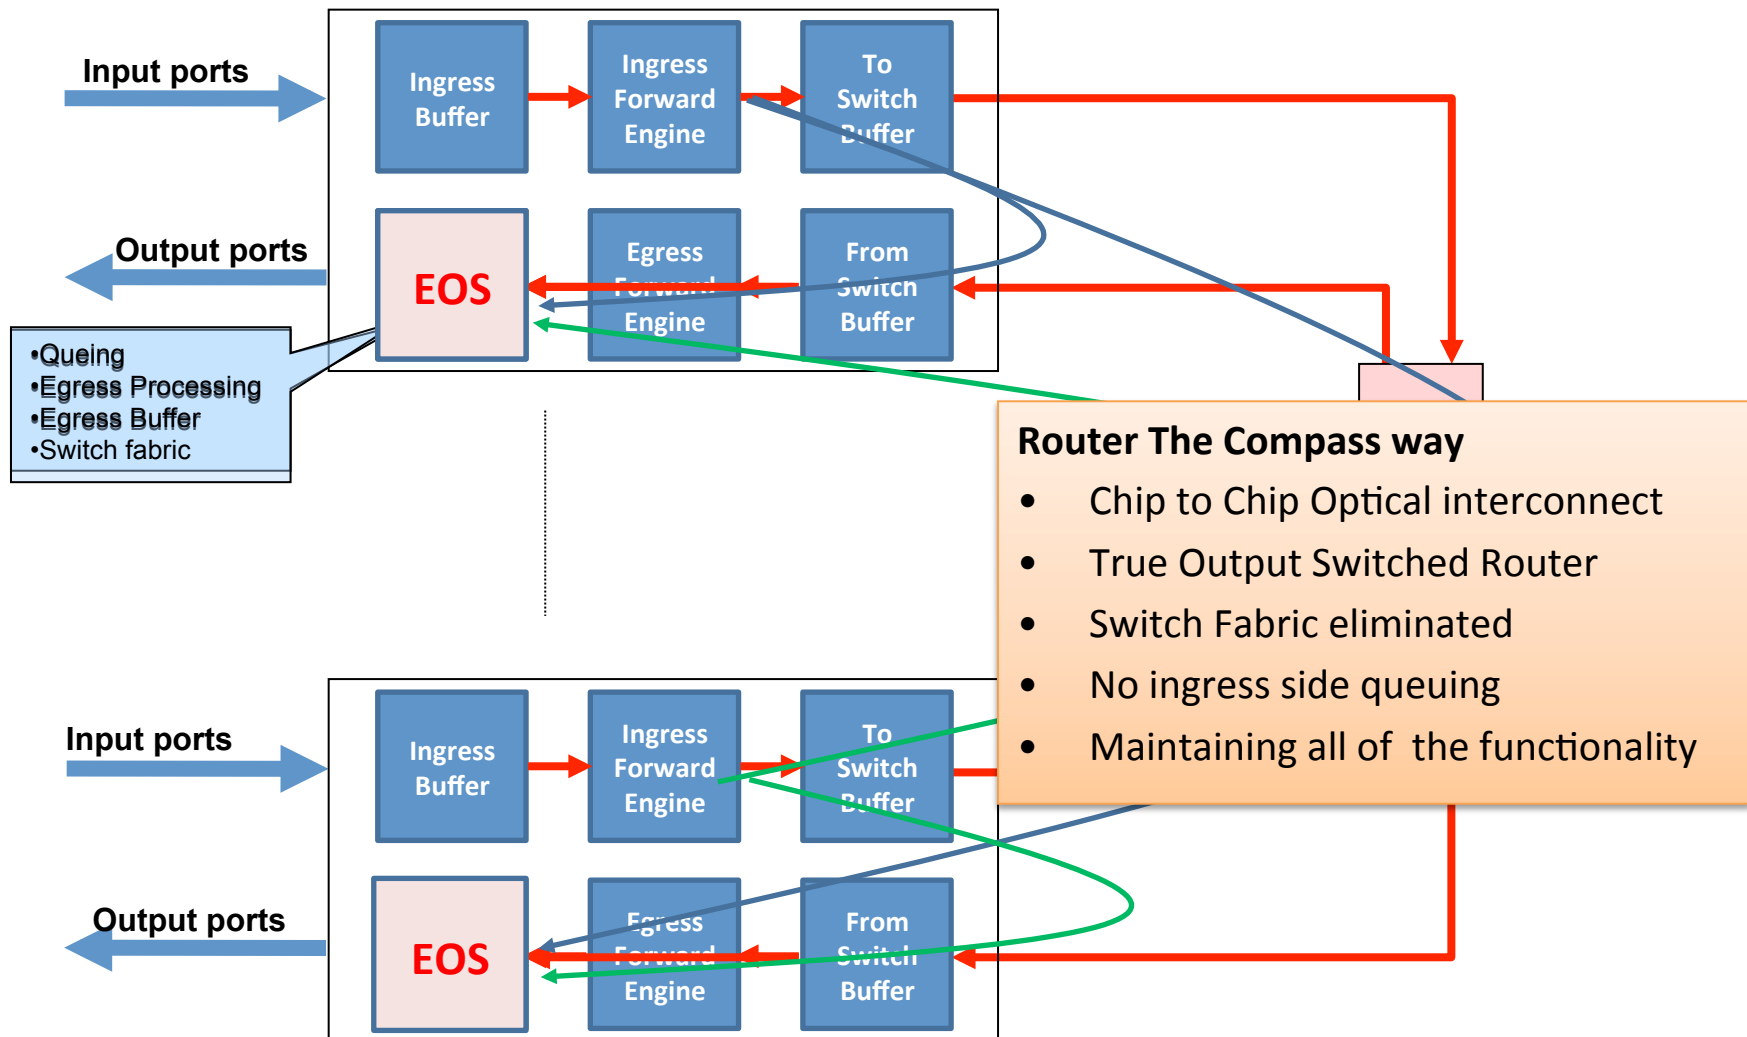 Input ports
Ingress
Buffer
Ingress
Forward
Engine
To
Switch
Buffer
Output ports
EOS
Egress
Forward
Engine
From
Switch
Buffer
•Queing
•Egress Processing
•Egress Buffer
•Switch fabric
Router The Compass way
• Chip to Chip Optical interconnect
• True Output Switched Router
• Switch Fabric eliminated
• No ingress side queuing
• Maintaining all of the functionality
Input ports
Ingress
Buffer
Ingress
Forward
Engine
To
Switch
Buffer
Output ports
EOS
Egress
Forward
Engine
From
Switch
Buffer